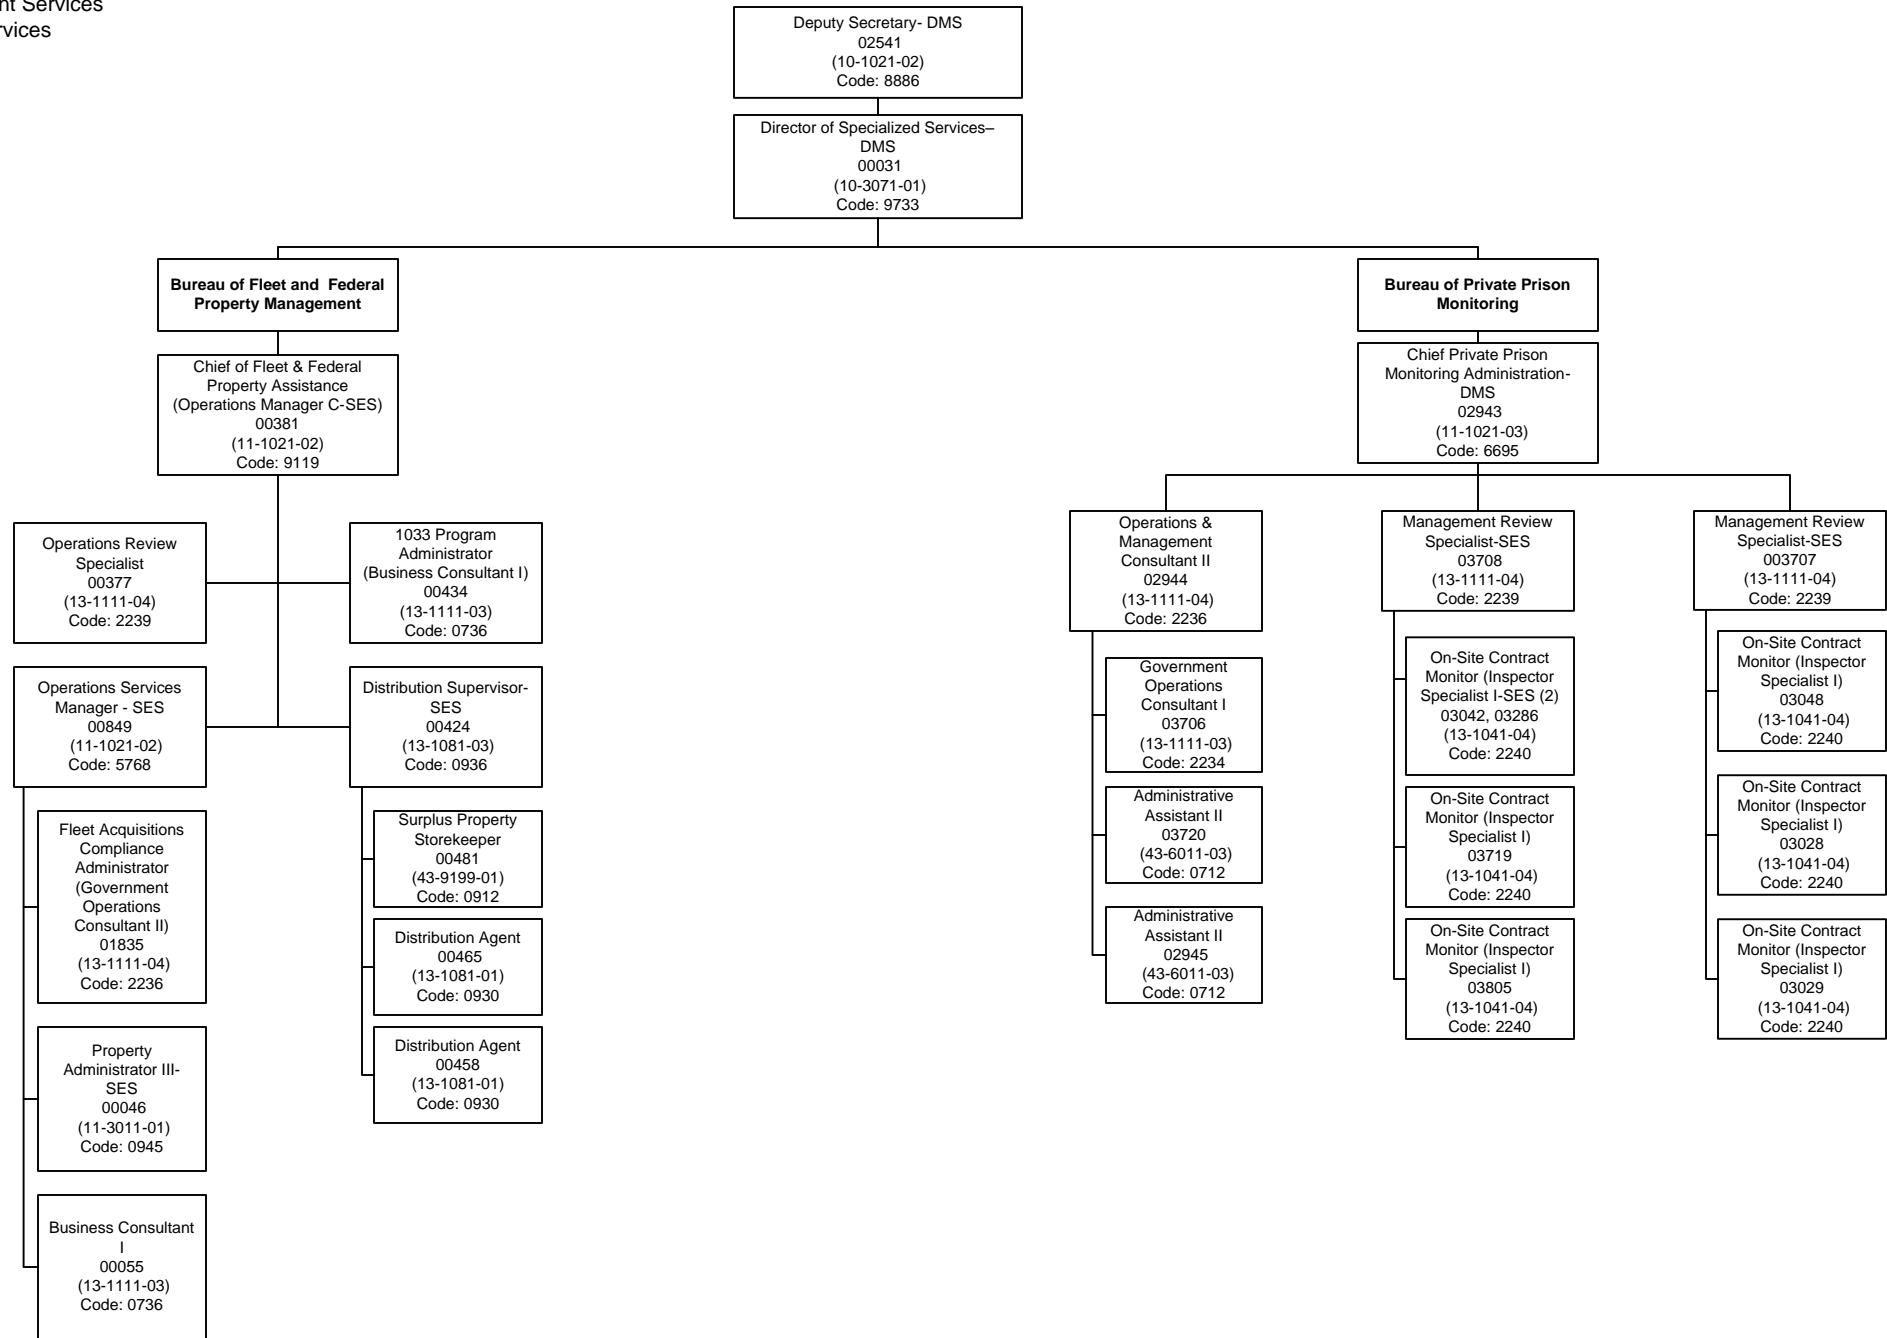 nt Services
rvices
Deputy Secretary- DMS
02541
(10-1021-02)
Code: 8886
Director of Specialized Services–
DMS
00031
(10-3071-01)
Code: 9733
Bureau of Fleet and Federal
Property Management
Chief of Fleet & Federal
Property Assistance
(Operations Manager C-SES)
00381
(11-1021-02)
Code: 9119
Operations Review
Specialist
00377
(13-1111-04)
Code: 2239
1033 Program
Administrator
(Business Consultant I)
00434
(13-1111-03)
Code: 0736
Operations Services
Manager - SES
00849
(11-1021-02)
Code: 5768
Distribution Supervisor-
SES
00424
(13-1081-03)
Code: 0936
Fleet Acquisitions
Compliance
Administrator
(Government
Operations
Consultant II)
01835
(13-1111-04)
Code: 2236
Property
Administrator III-
SES
00046
(11-3011-01)
Code: 0945
Business Consultant
I
00055
(13-1111-03)
Code: 0736
Surplus Property
Storekeeper
00481
(43-9199-01)
Code: 0912
Distribution Agent
00465
(13-1081-01)
Code: 0930
Distribution Agent
00458
(13-1081-01)
Code: 0930
Bureau of Private Prison
Monitoring
Chief Private Prison
Monitoring Administration-
DMS
02943
(11-1021-03)
Code: 6695
Operations &
Management
Consultant II
02944
(13-1111-04)
Code: 2236
Government
Operations
Consultant I
03706
(13-1111-03)
Code: 2234
Administrative
Assistant II
03720
(43-6011-03)
Code: 0712
Administrative
Assistant II
02945
(43-6011-03)
Code: 0712
Management Review
Specialist-SES
03708
(13-1111-04)
Code: 2239
On-Site Contract
Monitor (Inspector
Specialist I-SES (2)
03042, 03286
(13-1041-04)
Code: 2240
On-Site Contract
Monitor (Inspector
Specialist I)
03719
(13-1041-04)
Code: 2240
On-Site Contract
Monitor (Inspector
Specialist I)
03805
(13-1041-04)
Code: 2240
Management Review
Specialist-SES
003707
(13-1111-04)
Code: 2239
On-Site Contract
Monitor (Inspector
Specialist I)
03048
(13-1041-04)
Code: 2240
On-Site Contract
Monitor (Inspector
Specialist I)
03028
(13-1041-04)
Code: 2240
On-Site Contract
Monitor (Inspector
Specialist I)
03029
(13-1041-04)
Code: 2240